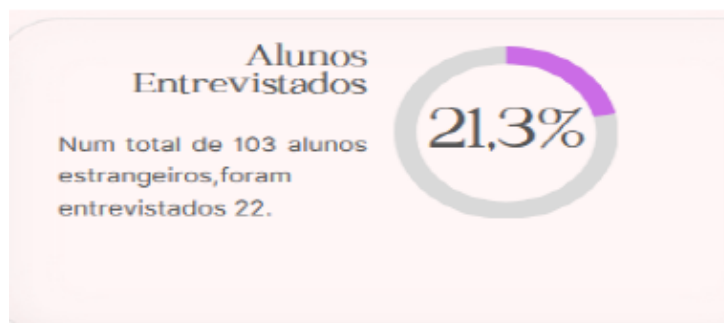 Alunos
Entrevistados
21,3%
Num total de 103 alunos
estrangeiros,foram
entrevistados 22.